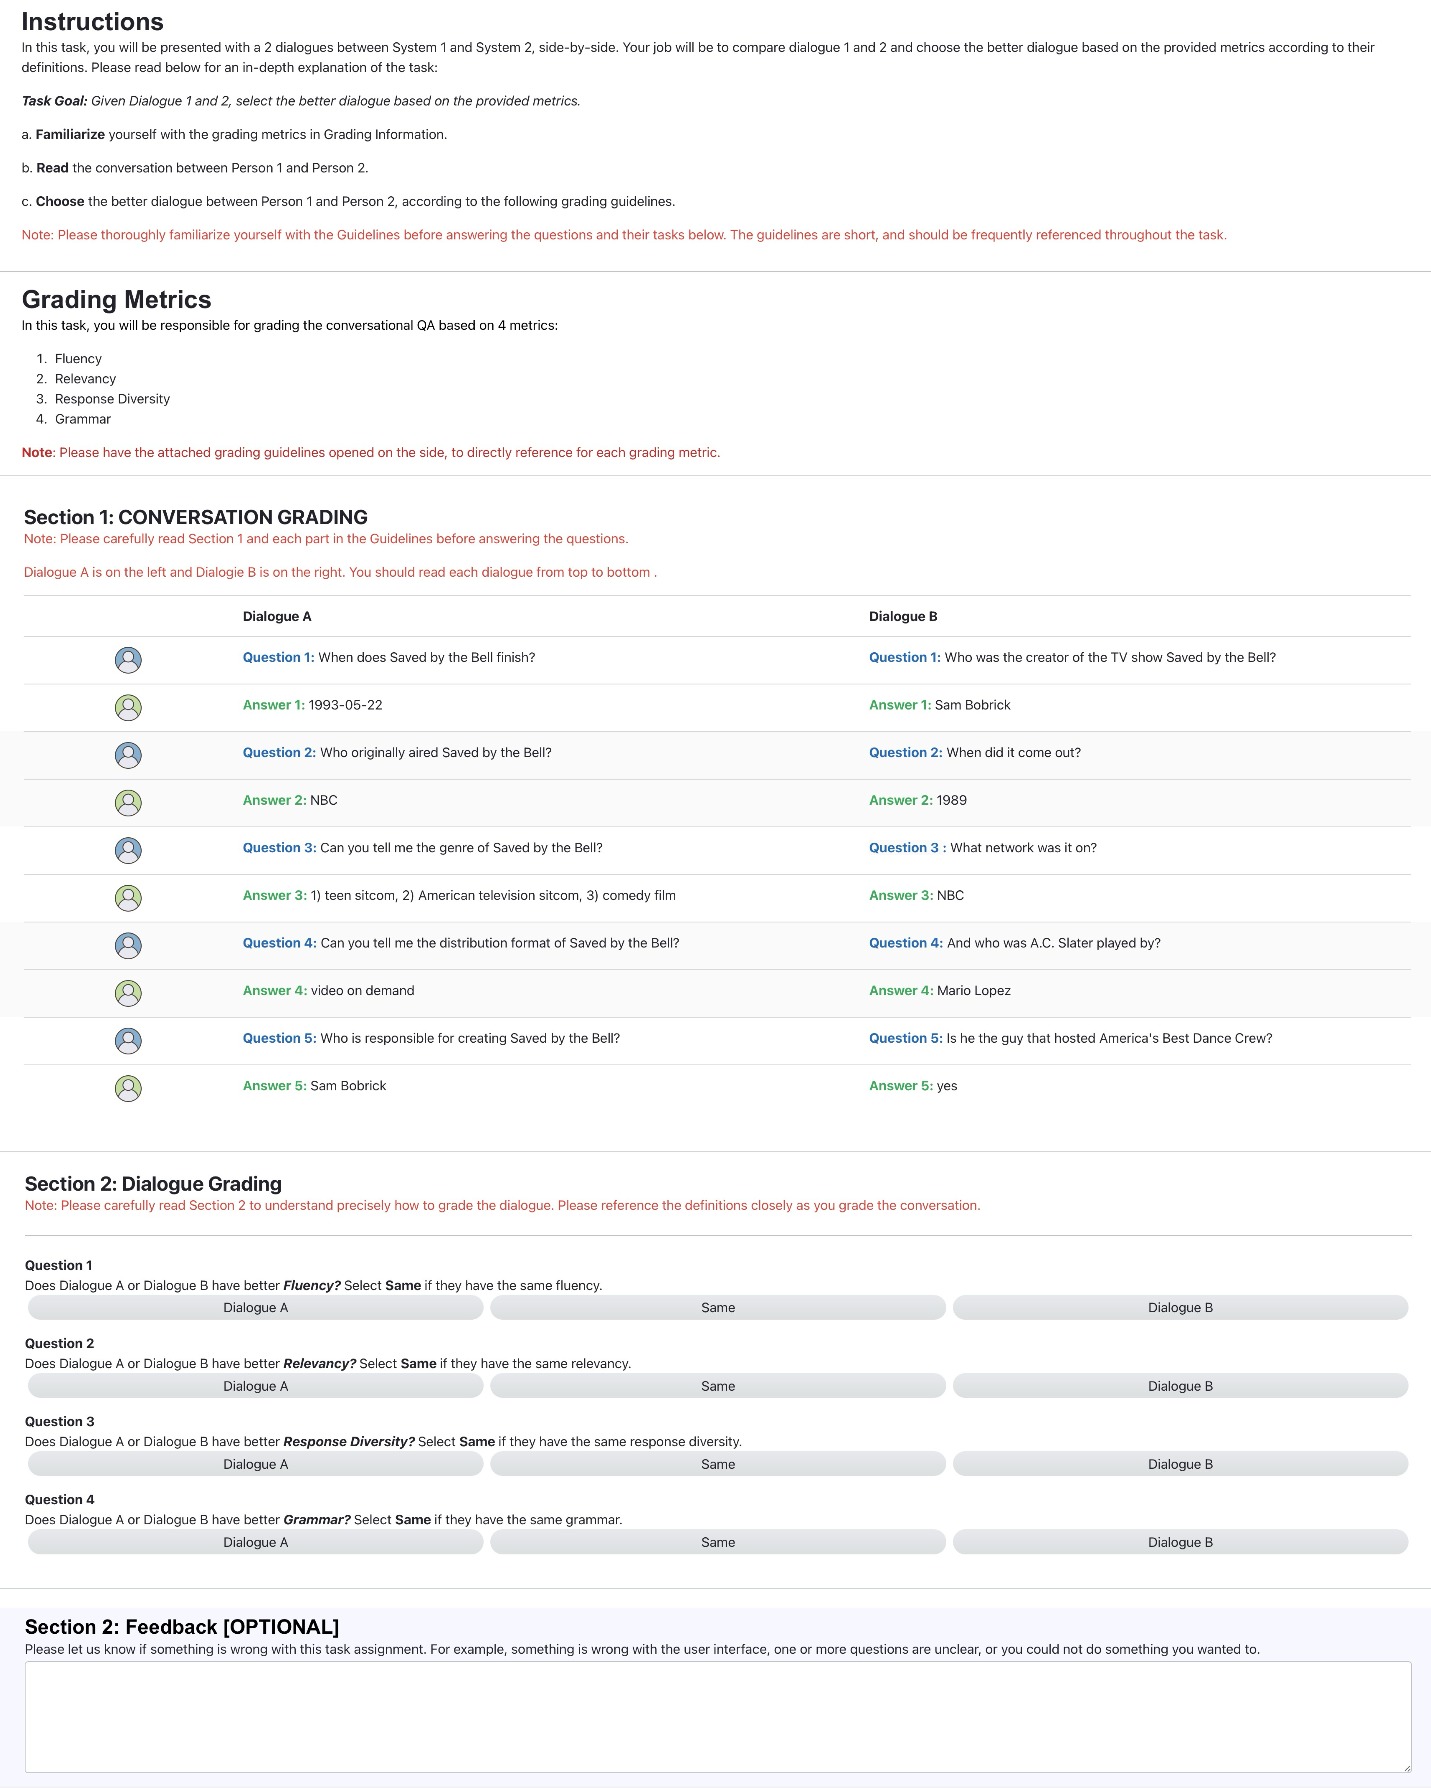 Instructions
In this task, you will be presented with a 2 dialogues between System 1 and System 2, side-by-side. Your job will be to compare dialogue 1 and 2 and choose the better dialogue based on the provided metrics according to their
definitions. Please read below for an in-depth explanation of the task:
Task Goal: Given Dialogue 1 and 2, select the better dialogue based on the provided metrics.
a. Familiarize yourself with the grading metrics in Grading Information.
b. Read the conversation between Person 1 and Person 2.
c. Choose the better dialogue between Person 1 and Person 2, according to the following grading guidelines.
Note: Please thoroughly familiarize yourself with the Guidelines before answering the questions and their tasks below. The guidelines are short, and should be frequently referenced throughout the task.
Grading Metrics
In this task, you will be responsible for grading the conversational QA based on 4 metrics:
1. Fluency
2. Relevancy
3. Response Diversity
4. Grammar
Note: Please have the attached grading guidelines opened on the side, to directly reference for each grading metric.
Section 1: CONVERSATION GRADING
Note: Please carefully read Section 1 and each part in the Guidelines before answering the questions.
Dialogue A is on the left and Dialogie B is on the right. You should read each dialogue from top to bottom .
Dialogue A Dialogue B
Question 1: When does Saved by the Bell finish? Question 1: Who was the creator of the TV show Saved by the Bell?
Answer 1: 1993-05-22 Answer 1: Sam Bobrick
Question 2: Who originally aired Saved by the Bell? Question 2: When did it come out?
Answer 2: NBC Answer 2: 1989
Question 3: Can you tell me the genre of Saved by the Bell? Question 3 : What network was it on?
Answer 3: 1) teen sitcom, 2) American television sitcom, 3) comedy film Answer 3: NBC
Question 4: Can you tell me the distribution format of Saved by the Bell? Question 4: And who was A.C. Slater played by?
Answer 4: video on demand Answer 4: Mario Lopez
Question 5: Who is responsible for creating Saved by the Bell? Question 5: Is he the guy that hosted America's Best Dance Crew?
Answer 5: Sam Bobrick Answer 5: yes
Section 2: Dialogue Grading
Note: Please carefully read Section 2 to understand precisely how to grade the dialogue. Please reference the definitions closely as you grade the conversation.
Question 1
Does Dialogue A or Dialogue B have better Fluency? Select Same if they have the same fluency.
Dialogue A Same Dialogue B
Question 2
Does Dialogue A or Dialogue B have better Relevancy? Select Same if they have the same relevancy.
Dialogue A Same Dialogue B
Question 3
Does Dialogue A or Dialogue B have better Response Diversity? Select Same if they have the same response diversity.
Dialogue A Same Dialogue B
Question 4
Does Dialogue A or Dialogue B have better Grammar? Select Same if they have the same grammar.
Dialogue A Same Dialogue B
Section 2: Feedback [OPTIONAL]
Please let us know if something is wrong with this task assignment. For example, something is wrong with the user interface, one or more questions are unclear, or you could not do something you wanted to.